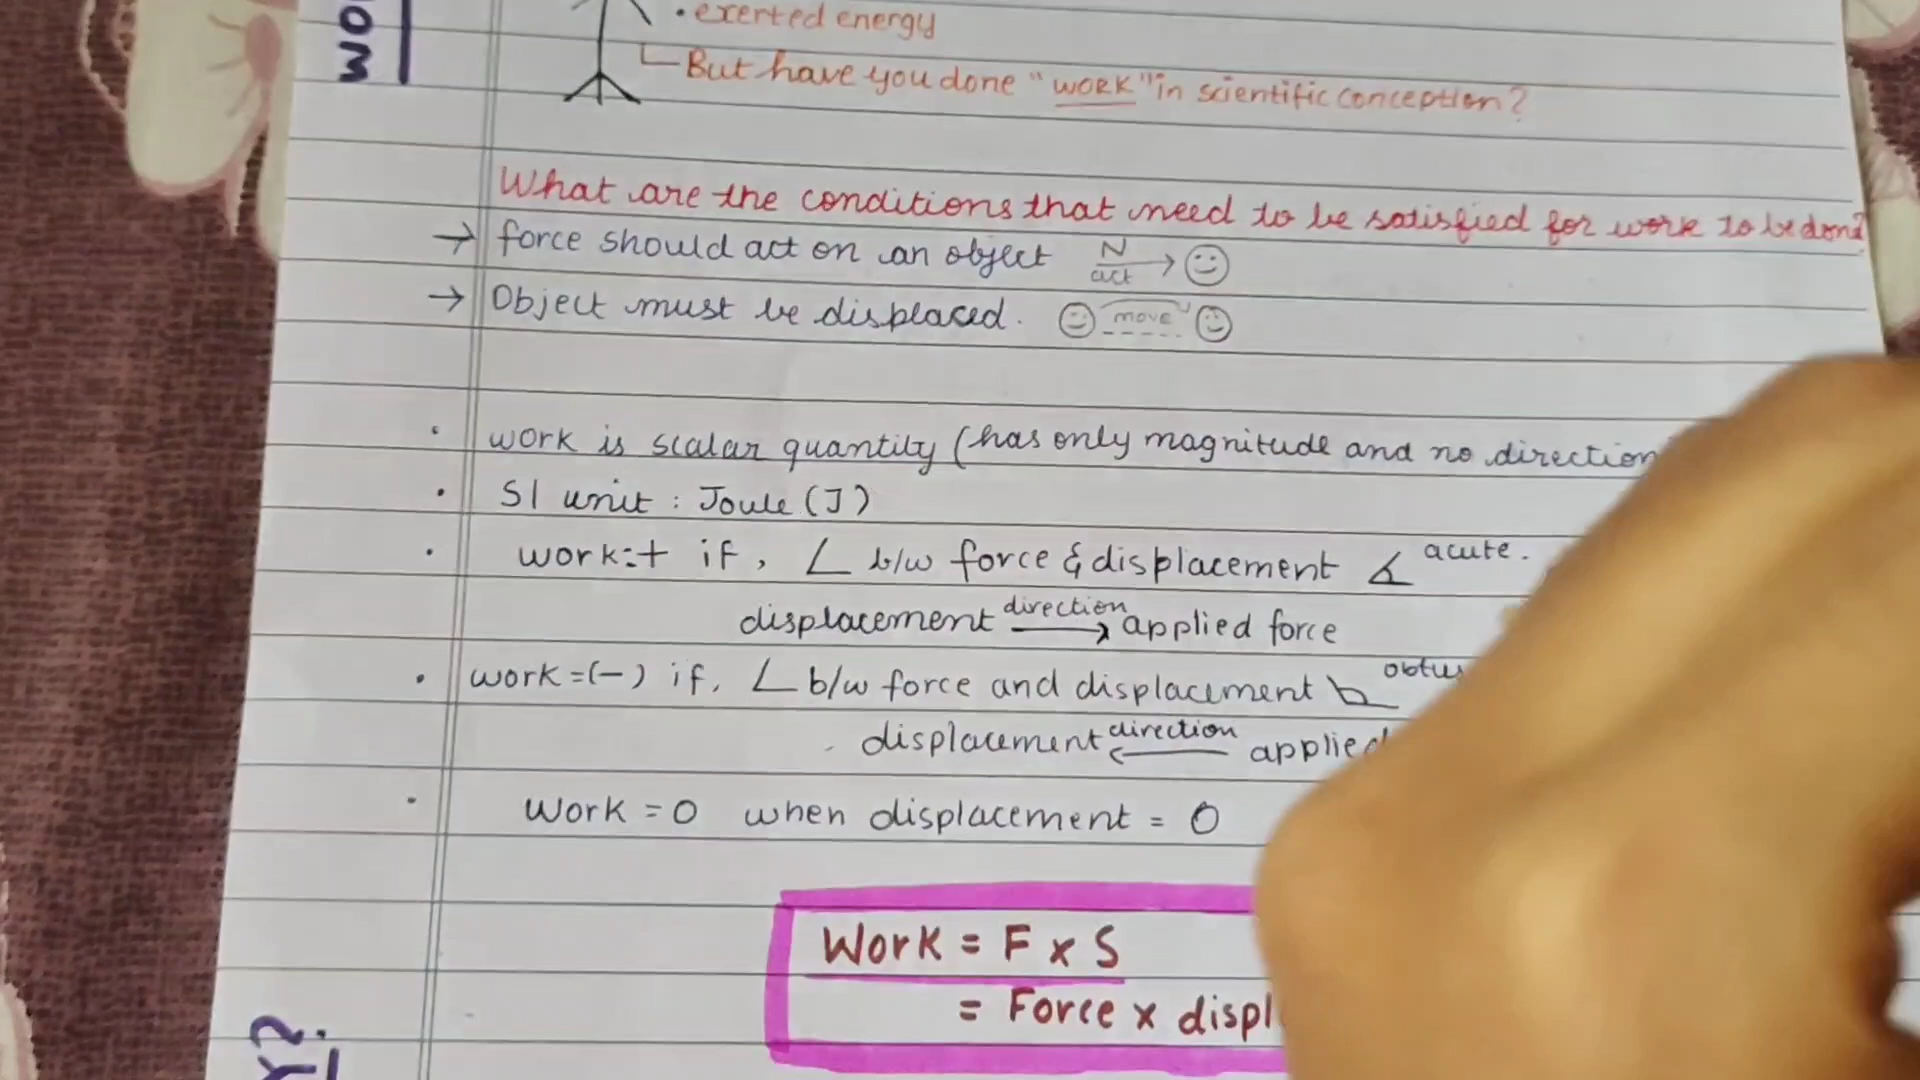 • exerted energy
But have you done "work" in scientific conception?
What are the conditions that need to be satisfied for work to be done?
→ force should act on an object N act →
→ Object must be displaced. move
• work is scalar quantity (has only magnitude and no direction
• SI unit : Joule (J)
• work:+ if, ∠ b/w force & displacement acute.
displacement direction → applied force
• work=(-) if, ∠ b/w force and displacement
displacement direction ← applied
• Work = 0 when displacement = 0
Work = F x S
= Force x displ